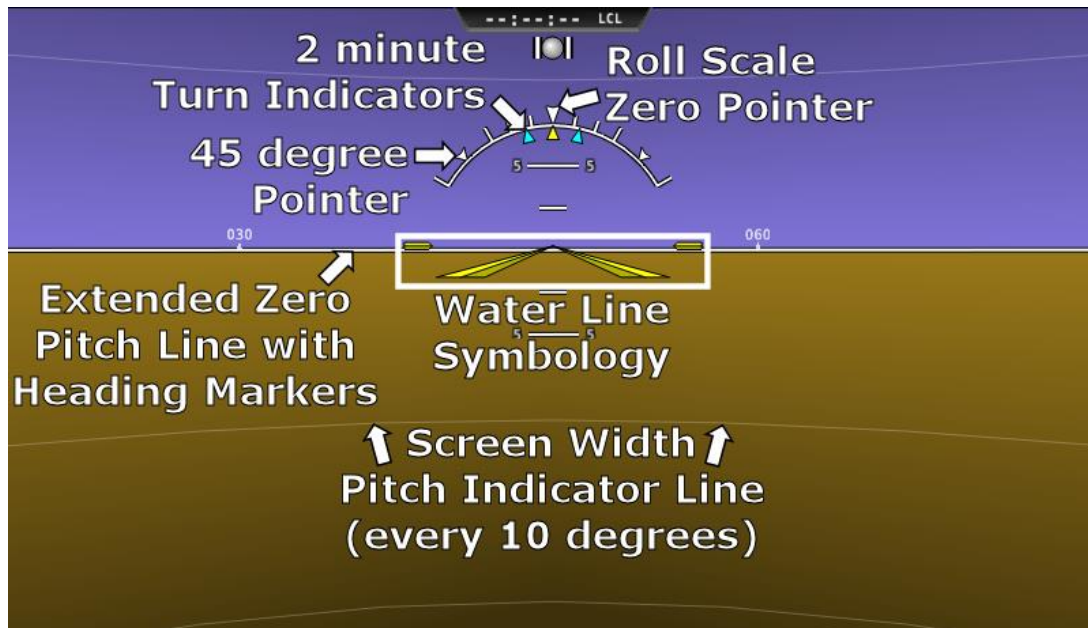 --:--:-- LCL
2 minute
Turn Indicators
Roll Scale
Zero Pointer
45 degree
Pointer
5 5
030
060
Extended Zero
Pitch Line with
Heading Markers
Water Line
5 5
Symbology
Screen Width
Pitch Indicator Line
(every 10 degrees)